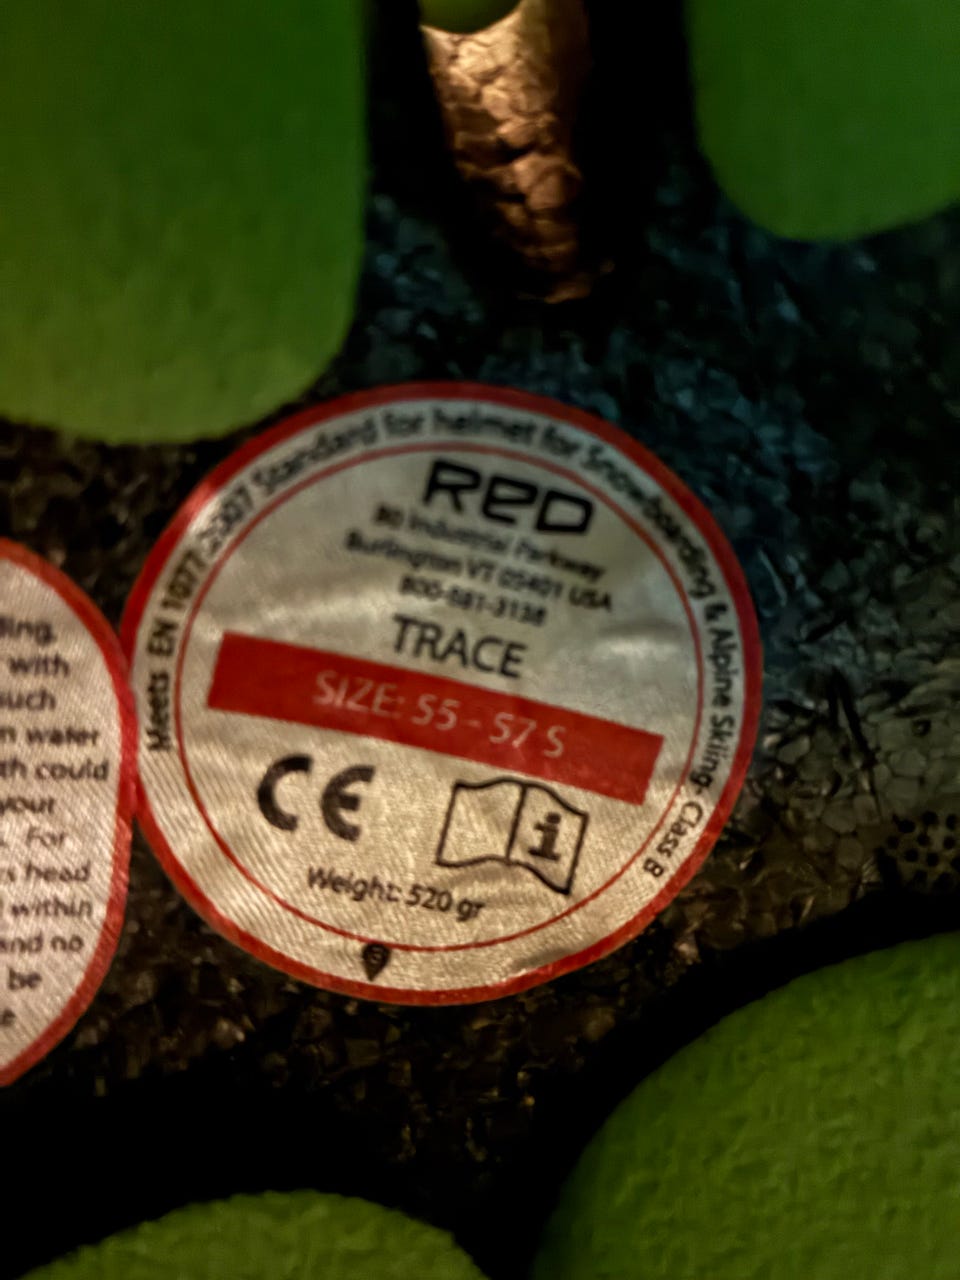 Meets EN 1077:2007 Standard for helmet for Snowboarding & Alpine Skiing- Class B
RED
80 Industrial Parkway
Burlington VT 05401 USA
800-881-3138
TRACE
SIZE: 55 - 57 S
CE
i
Weight: 520 gr
with
such
water
could
your
For
head
within
and no
be